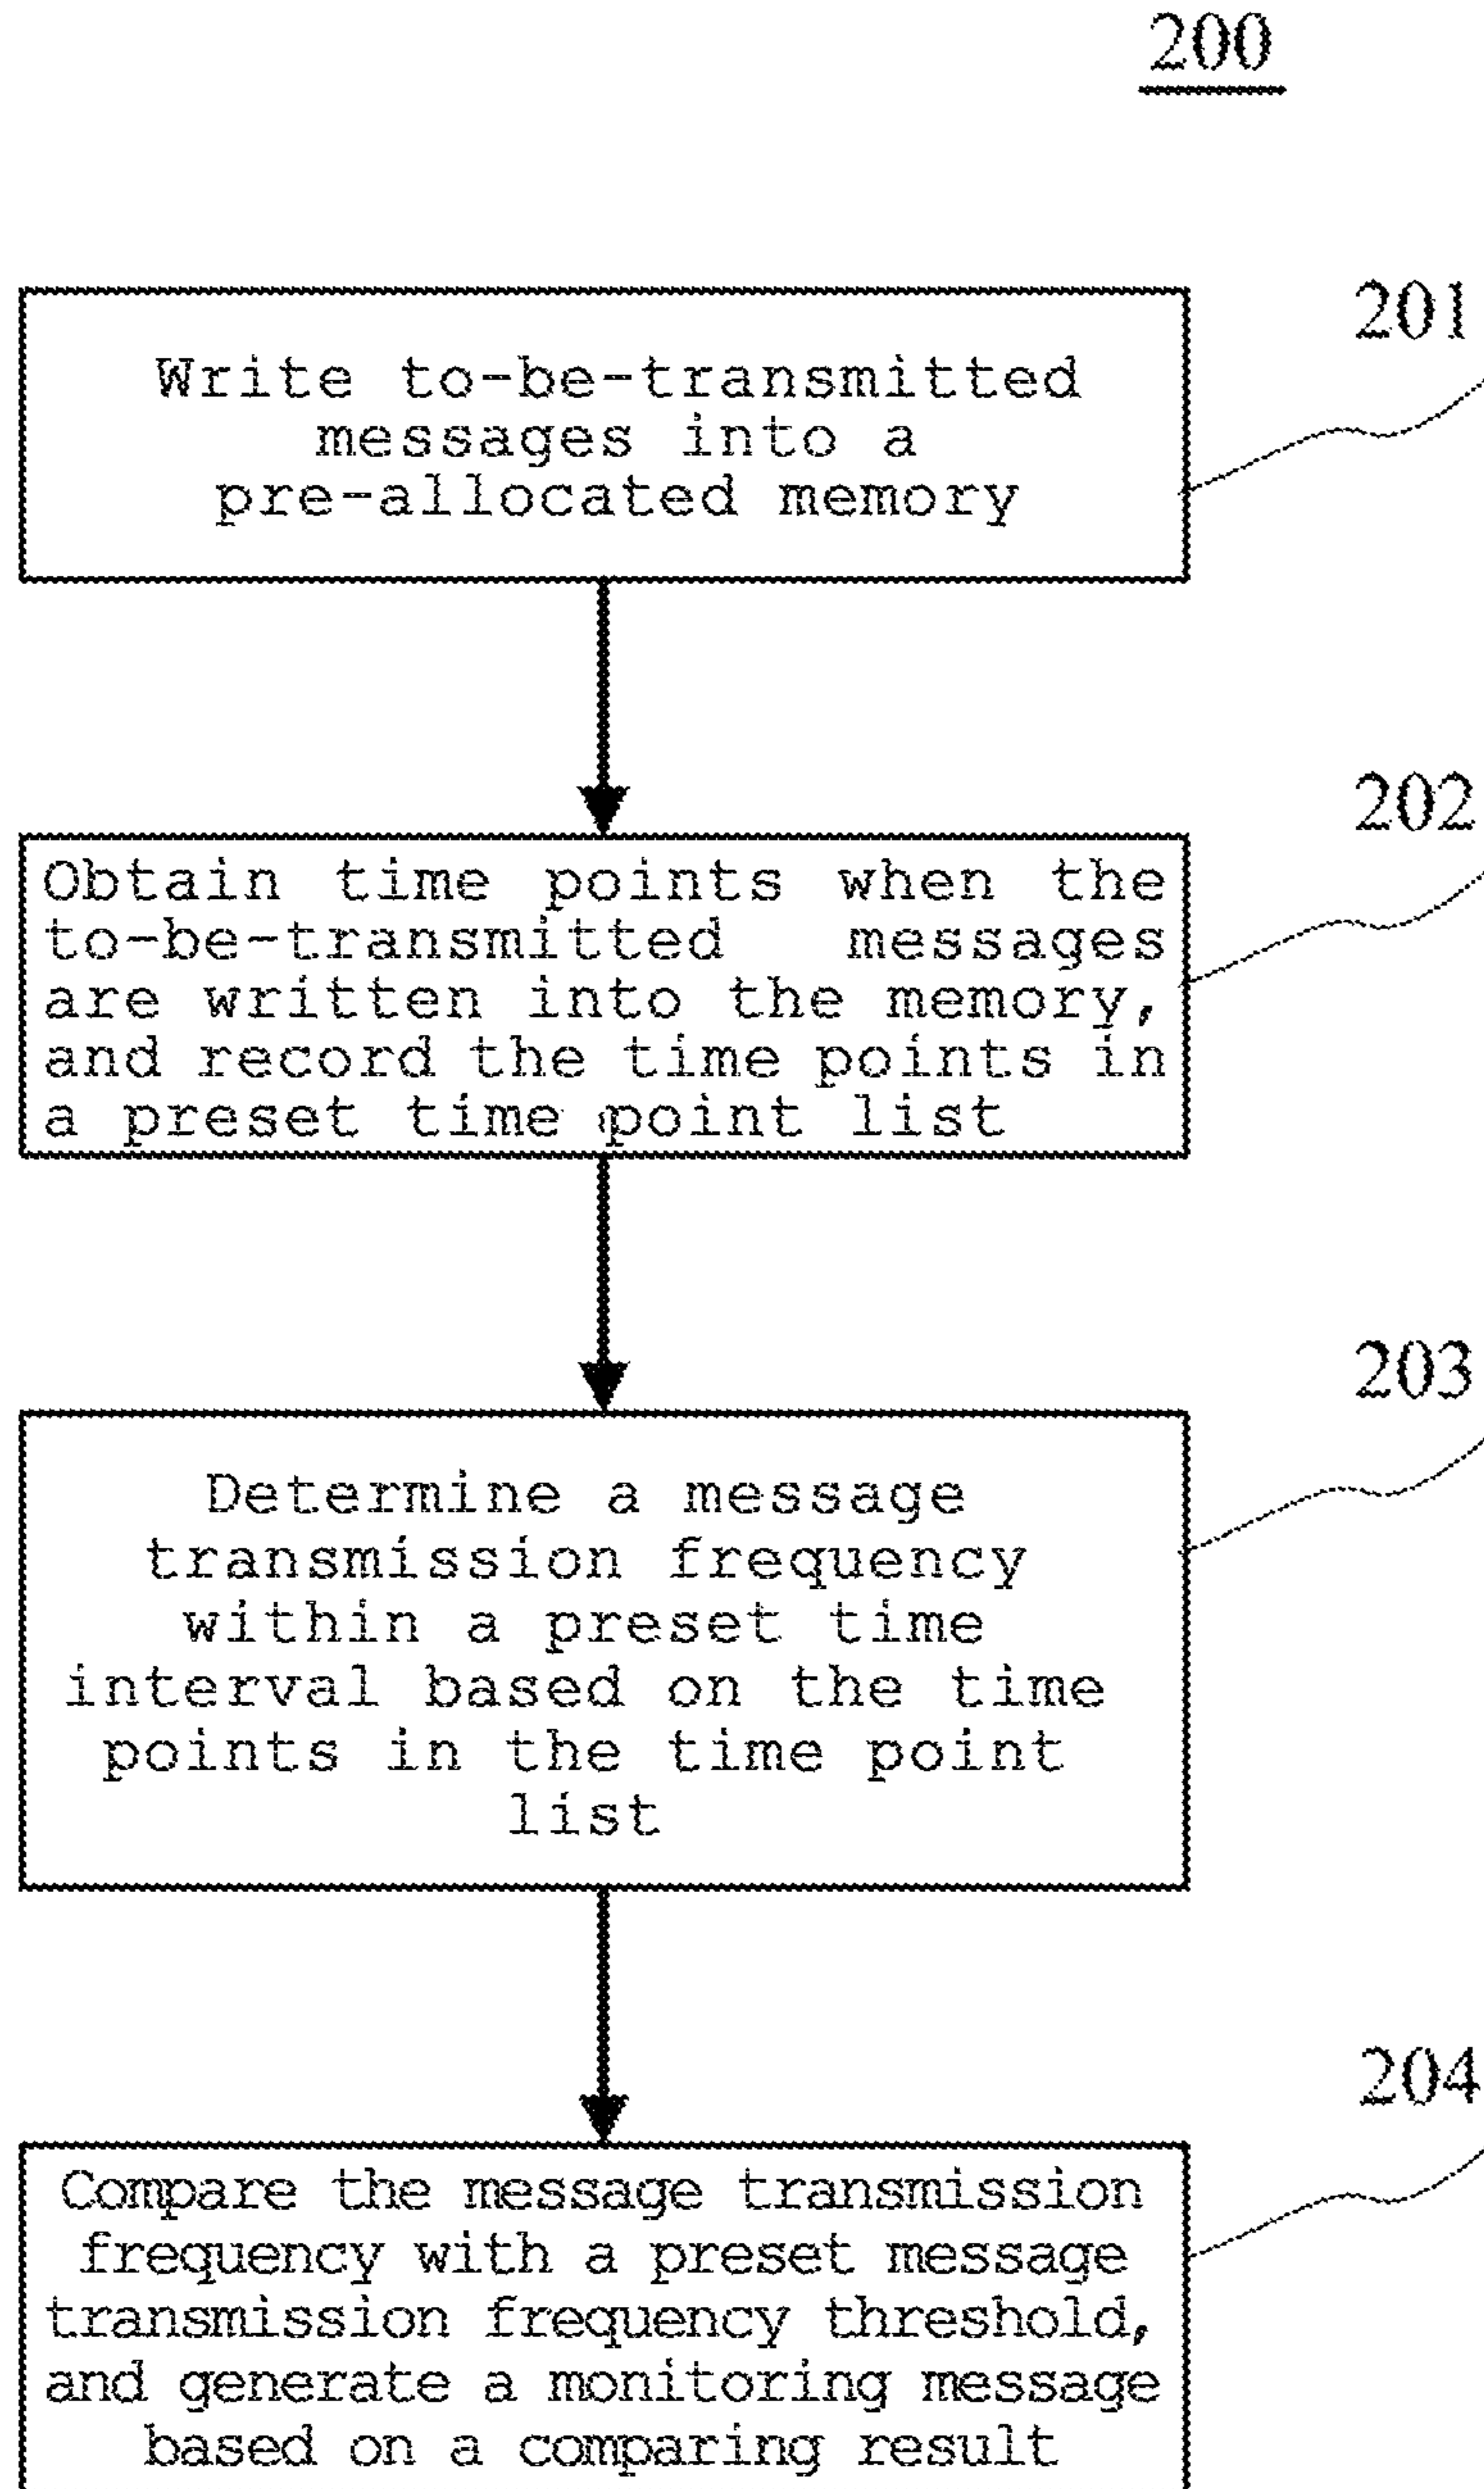 200
201
Write to-be-transmitted
messages into a
pre-allocated memory
202
Obtain time points when the
to-be-transmitted messages
are written into the memory,
and record the time points in
a preset time point list
203
Determine a message
transmission frequency
within a preset time
interval based on the time
points in the time point
list
204
Compare the message transmission
frequency with a preset message
transmission frequency threshold,
and generate a monitoring message
based on a comparing result